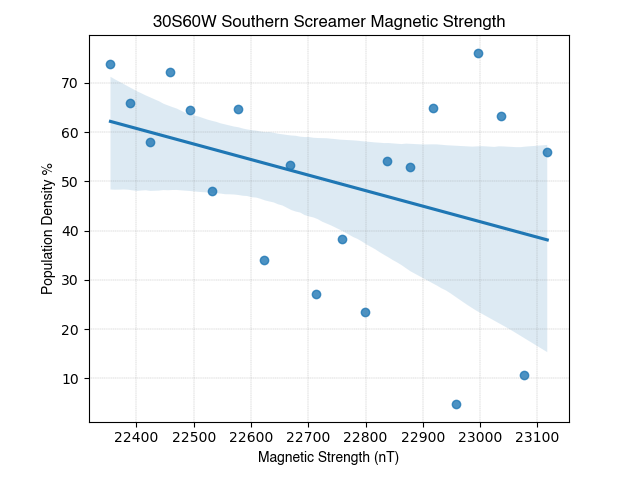 30S60W Southern Screamer Magnetic Strength
Population Density %
70
60
50
40
30
20
10
22400 22500 22600 22700 22800 22900 23000 23100
Magnetic Strength (nT)